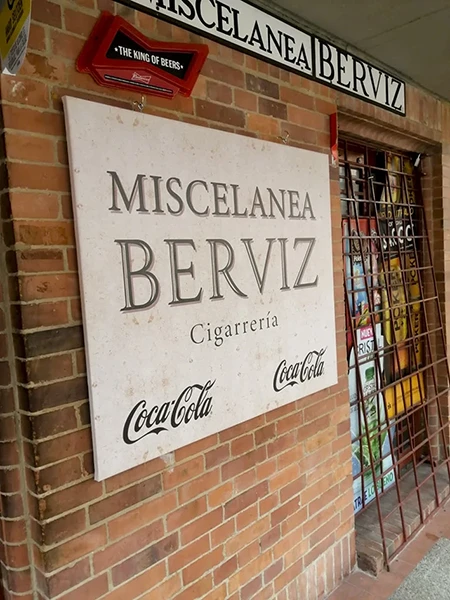 MISCELANEA BERVIZ
*THE KING OF BEERS*
MISCELANEA
BERVIZ
Cigarrería
Coca-Cola Coca-Cola